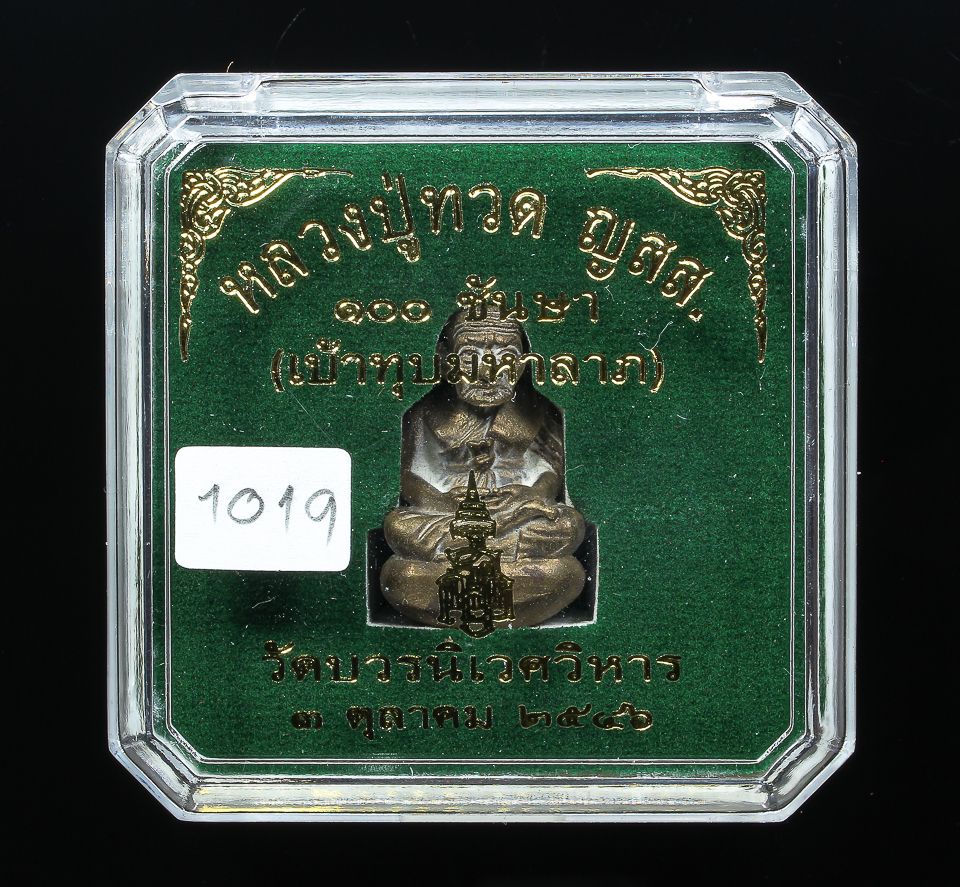 หลวงปู่ทวด ญสส.
๑๐๐ ชันษา
(เบ้าทุบมหาลาภ)
1019
วัดบวรนิเวศวิหาร
๓ ตุลาคม ๒๕๔๖